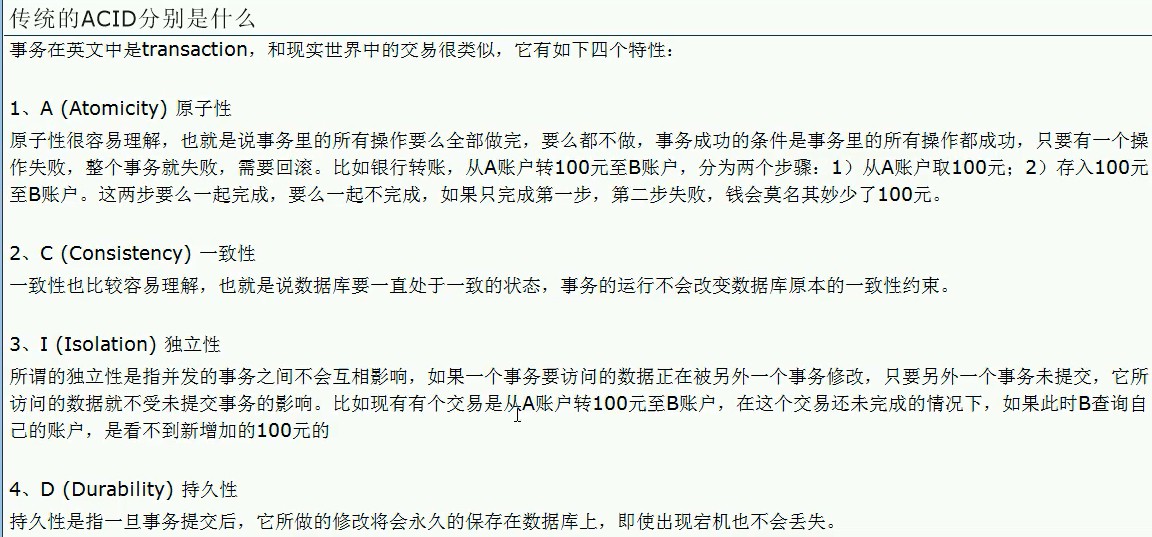 传统的ACID分别是什么
事务在英文中是transaction，和现实世界中的交易很类似，它有如下四个特性：
1、A (Atomicity) 原子性
原子性很容易理解，也就是说事务里的所有操作要么全部做完，要么都不做，事务成功的条件是事务里的所有操作都成功，只要有一个操
作失败，整个事务就失败，需要回滚。比如银行转账，从A账户转100元至B账户，分为两个步骤：1）从A账户取100元；2）存入100元
至B账户。这两步要么一起完成，要么一起不完成，如果只完成第一步，第二步失败，钱会莫名其妙少了100元。
2、C (Consistency) 一致性
一致性也比较容易理解，也就是说数据库要一直处于一致的状态，事务的运行不会改变数据库原本的一致性约束。
3、I (Isolation) 独立性
所谓的独立性是指并发的事务之间不会互相影响，如果一个事务要访问的数据正在被另外一个事务修改，只要另外一个事务未提交，它所
访问的数据就不受未提交事务的影响。比如现有有个交易是从A账户转100元至B账户，在这个交易还未完成的情况下，如果此时B查询自
己的账户，是看不到新增加的100元的
4、D (Durability) 持久性
持久性是指一旦事务提交后，它所做的修改将会永久的保存在数据库上，即使出现宕机也不会丢失。